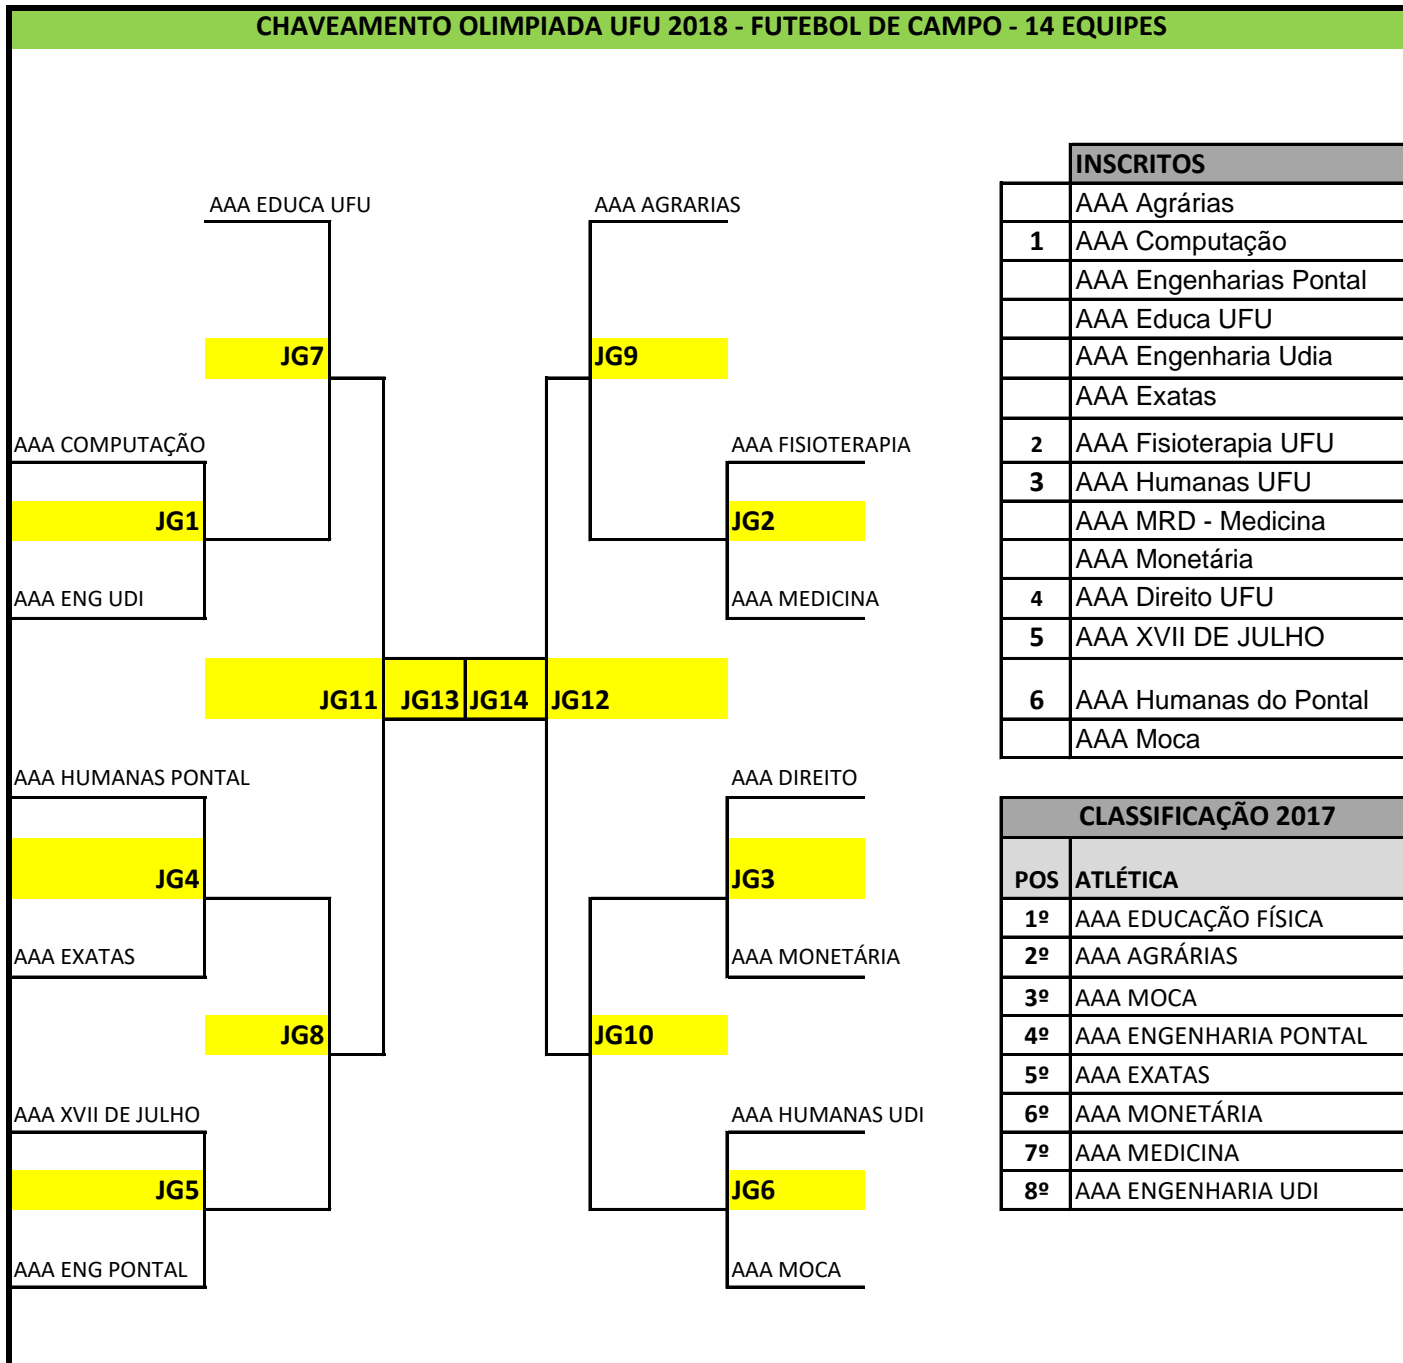 CHAVEAMENTO OLIMPIADA UFU 2018 - FUTEBOL DE CAMPO - 14 EQUIPES
AAA EDUCA UFU
AAA AGRARIAS
JG7
JG9
AAA COMPUTAÇÃO
AAA FISIOTERAPIA
JG1
JG2
AAA ENG UDI
AAA MEDICINA
JG11 JG13 JG14 JG12
AAA HUMANAS PONTAL
AAA DIREITO
JG4
JG3
AAA EXATAS
AAA MONETÁRIA
JG8
JG10
AAA XVII DE JULHO
AAA HUMANAS UDI
JG5
JG6
AAA ENG PONTAL
AAA MOCA
INSCRITOS
AAA Agrárias
1 AAA Computação
AAA Engenharias Pontal
AAA Educa UFU
AAA Engenharia Udia
AAA Exatas
2 AAA Fisioterapia UFU
3 AAA Humanas UFU
AAA MRD - Medicina
AAA Monetária
4 AAA Direito UFU
5 AAA XVII DE JULHO
6 AAA Humanas do Pontal
AAA Moca
CLASSIFICAÇÃO 2017
POS ATLÉTICA
1º AAA EDUCAÇÃO FÍSICA
2º AAA AGRÁRIAS
3º AAA MOCA
4º AAA ENGENHARIA PONTAL
5º AAA EXATAS
6º AAA MONETÁRIA
7º AAA MEDICINA
8º AAA ENGENHARIA UDI